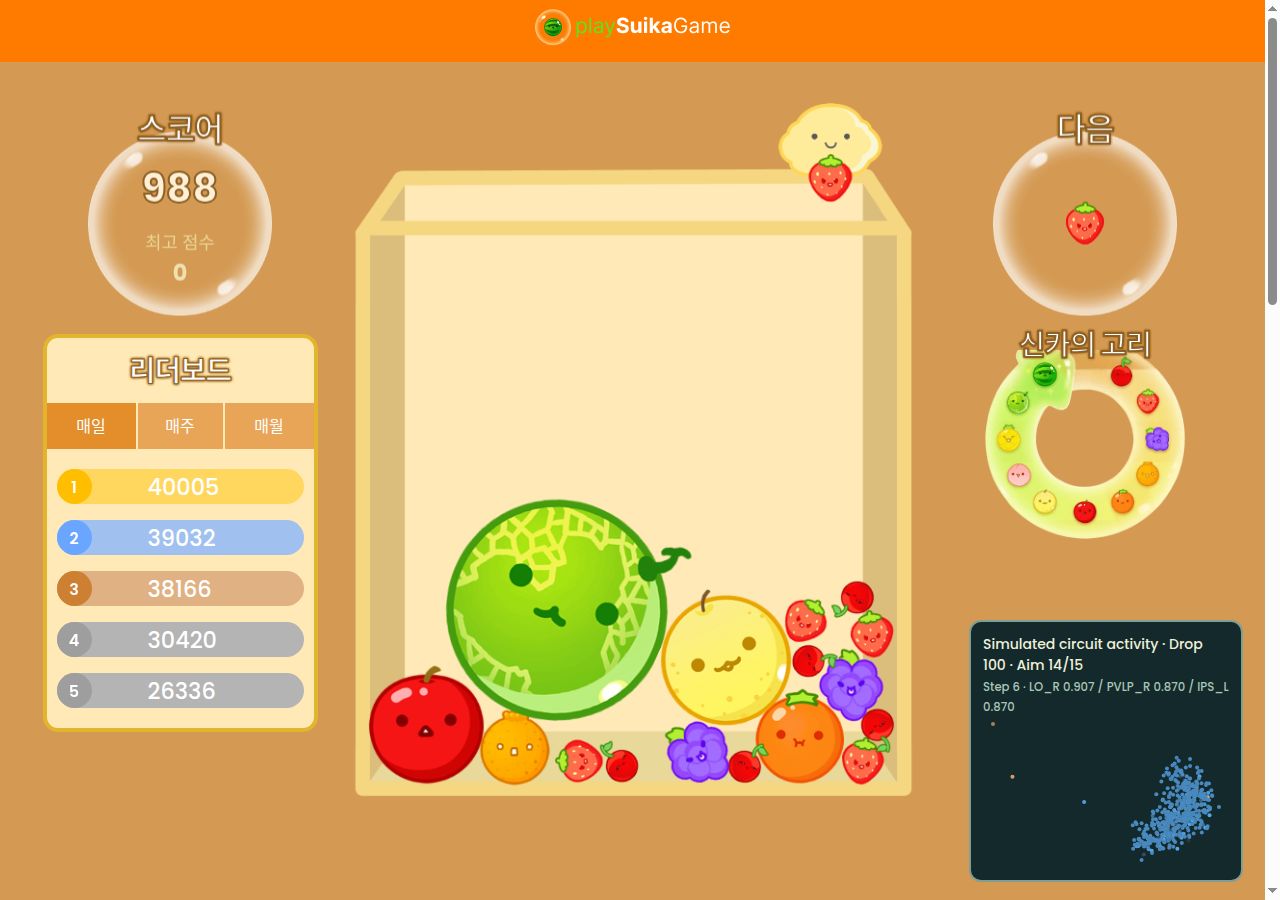 playSuikaGame
스코어
988
최고 점수
0
리더보드
매일
매주
매월
1
40005
2
39032
3
38166
4
30420
5
26336
다음
신카의 고리
Simulated circuit activity · Drop
100 · Aim 14/15
Step 6 · LO_R 0.907 / PVLP_R 0.870 / IPS_L
0.870